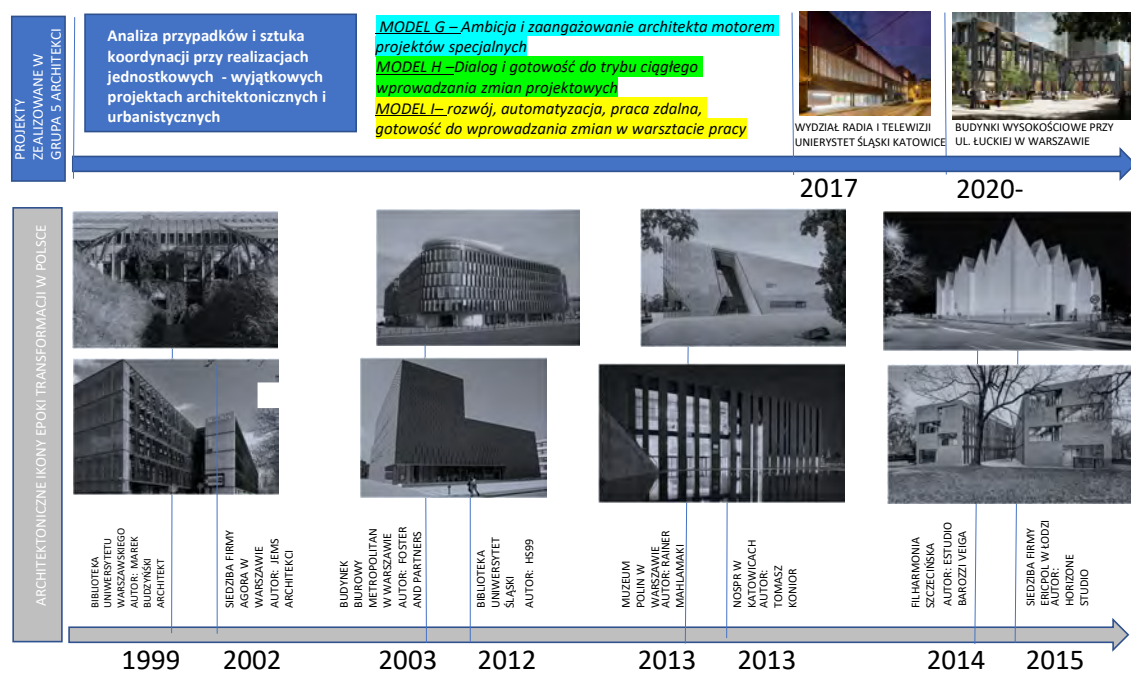 PROJEKTY
ZEALIZOWANE W
GRUPA 5 ARCHITEKCI
Analiza przypadków i sztuka
koordynacji przy realizacjach
jednostkowych - wyjątkowych
projektach architektonicznych i
urbanistycznych
MODEL G – Ambicja i zaangażowanie architekta motorem
projektów specjalnych
MODEL H –Dialog i gotowość do trybu ciągłego
wprowadzania zmian projektowych
MODEL I– rozwój, automatyzacja, praca zdalna,
gotowość do wprowadzania zmian w warsztacie pracy
WYDZIAŁ RADIA I TELEWIZJI
UNIERYSTET ŚLĄSKI KATOWICE
BUDYNKI WYSOKOŚCIOWE PRZY
UL. ŁUCKIEJ W WARSZAWIE
2017
2020-
ARCHITEKTONICZNE IKONY EPOKI TRANSFORMACJI W POLSCE
BIBLIOTEKA
UNIWERSYTETU
WARSZAWSKIEGO
AUTOR: MAREK
BUDZYŃŚKI
ARCHITEKT
SIEDZIBA FIRMY
AGORA W
WARSZAWIE
AUTOR: JEMS
ARCHITEKCI
BUDYNEK
BIUROWY
METROPOLITAN
W WARSZAWIE
AUTOR: FOSTER
AND PARTNERS
BIBLIOTEKA
UNIWERSYTET
ŚLĄSKI
AUTOR: HS99
MUZEUM
POLIN W
WARSZAWIE
AUTOR: RAINER
MAHLAMAKI
NOSPR W
KATOWICACH
AUTOR:
TOMASZ
KONIOR
FILHARMONIA
SZCZECIŃSKA
AUTOR: ESTUDIO
BAROZZI VEIGA
SIEDZIBA FIRMY
ERICPOL W ŁODZI
AUTOR:
HORIZONE
STUDIO
1999
2002
2003
2012
2013
2013
2014
2015